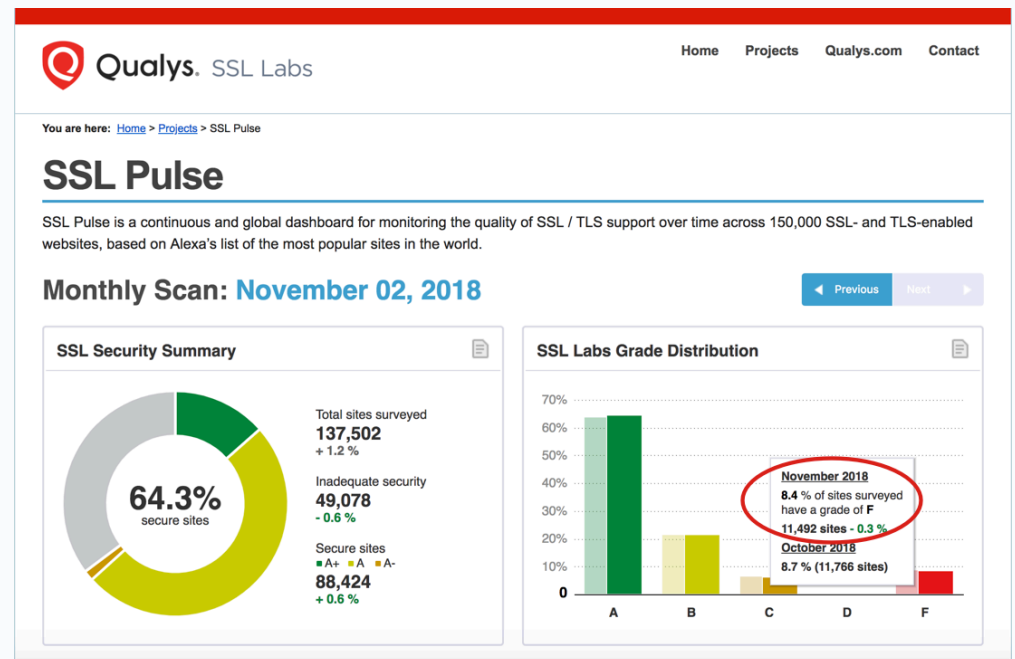 Qualys. SSL Labs
Home Projects Qualys.com Contact
You are here: Home > Projects > SSL Pulse
SSL Pulse
SSL Pulse is a continuous and global dashboard for monitoring the quality of SSL / TLS support over time across 150,000 SSL- and TLS-enabled
websites, based on Alexa's list of the most popular sites in the world.
Monthly Scan: November 02, 2018
Previous Next
SSL Security Summary
64.3%
secure sites
Total sites surveyed
137,502
+ 1.2 %
Inadequate security
49,078
- 0.6 %
Secure sites
A+ A A-
88,424
+ 0.6 %
SSL Labs Grade Distribution
70%
60%
50%
40%
30%
20%
10%
0
November 2018
8.4 % of sites surveyed
have a grade of F
11,492 sites - 0.3 %
October 2018
8.7 % (11,766 sites)
A B C D F